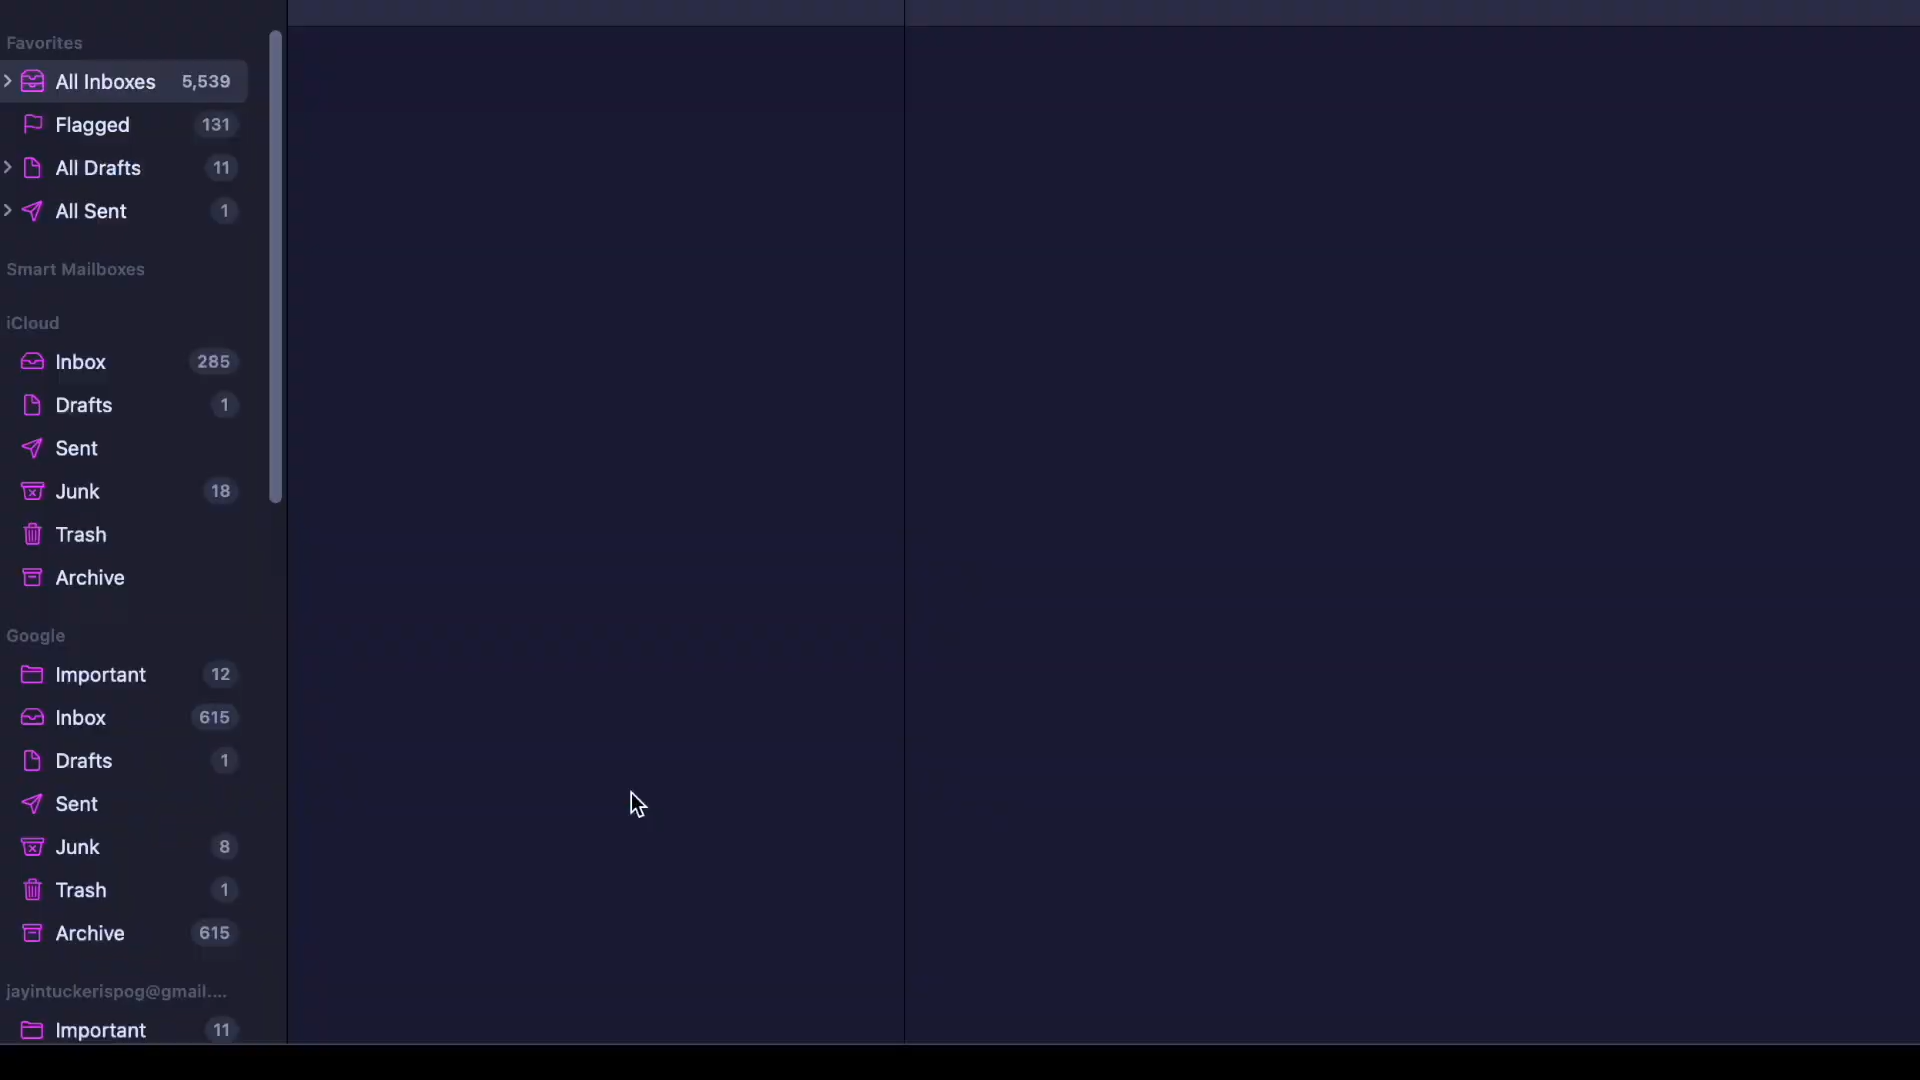 Favorites
All Inboxes 5,539
Flagged 131
All Drafts 11
All Sent 1
Smart Mailboxes
iCloud
Inbox 285
Drafts 1
Sent
Junk 18
Trash
Archive
Google
Important 12
Inbox 615
Drafts 1
Sent
Junk 8
Trash 1
Archive 615
jayintuckerispog@gmail....
Important 11